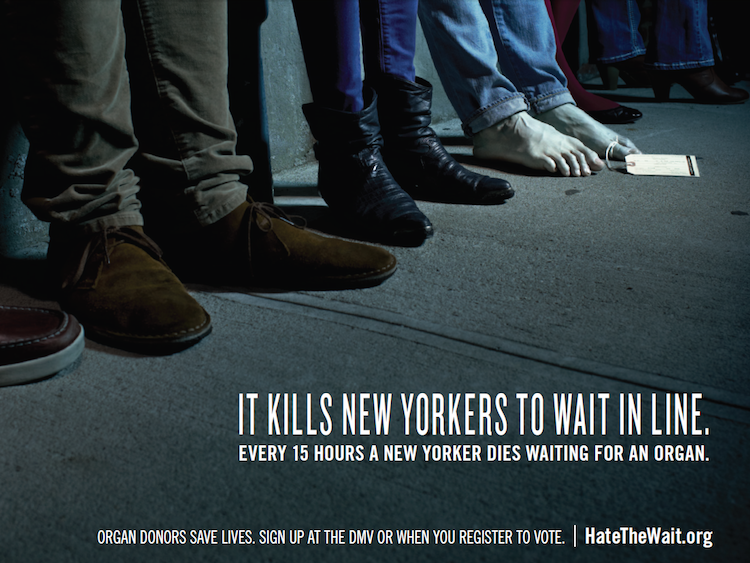 IT KILLS NEW YORKERS TO WAIT IN LINE.
EVERY 15 HOURS A NEW YORKER DIES WAITING FOR AN ORGAN.
ORGAN DONORS SAVE LIVES. SIGN UP AT THE DMV OR WHEN YOU REGISTER TO VOTE. | HateTheWait.org